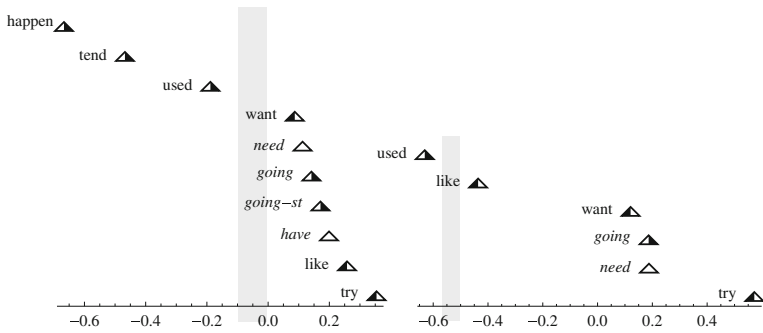 happen
tend
used
want
need
going
going–st
have
like
try
−0.6 −0.4 −0.2 0.0 0.2
used
like
want
going
need
try
−0.6 −0.4 −0.2 0.0 0.2 0.4